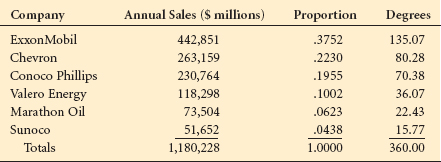 Company Annual Sales ($ millions) Proportion Degrees
ExxonMobil 442,851 .3752 135.07
Chevron 263,159 .2230 80.28
Conoco Phillips 230,764 .1955 70.38
Valero Energy 118,298 .1002 36.07
Marathon Oil 73,504 .0623 22.43
Sunoco 51,652 .0438 15.77
Totals 1,180,228 1.0000 360.00